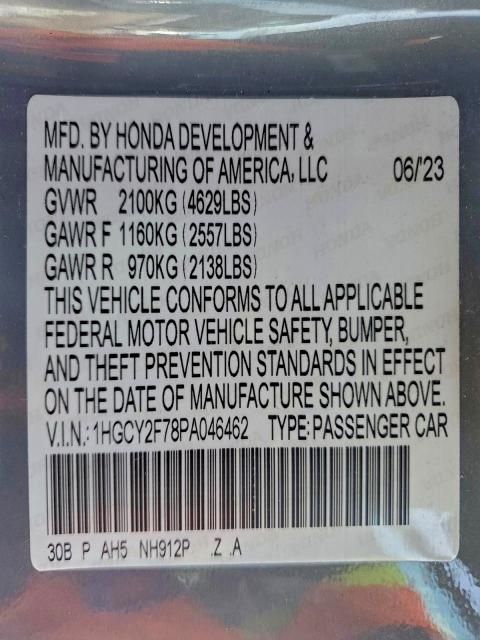 MFD. BY HONDA DEVELOPMENT &
MANUFACTURING OF AMERICA, LLC 06/'23
GVWR 2100KG (4629LBS)
GAWR F 1160KG (2557LBS)
GAWR R 970KG (2138LBS)
THIS VEHICLE CONFORMS TO ALL APPLICABLE
FEDERAL MOTOR VEHICLE SAFETY, BUMPER,
AND THEFT PREVENTION STANDARDS IN EFFECT
ON THE DATE OF MANUFACTURE SHOWN ABOVE.
V.I.N.: 1HGCY2F78PA046462 TYPE: PASSENGER CAR
30B P AH5 NH912P .Z .A